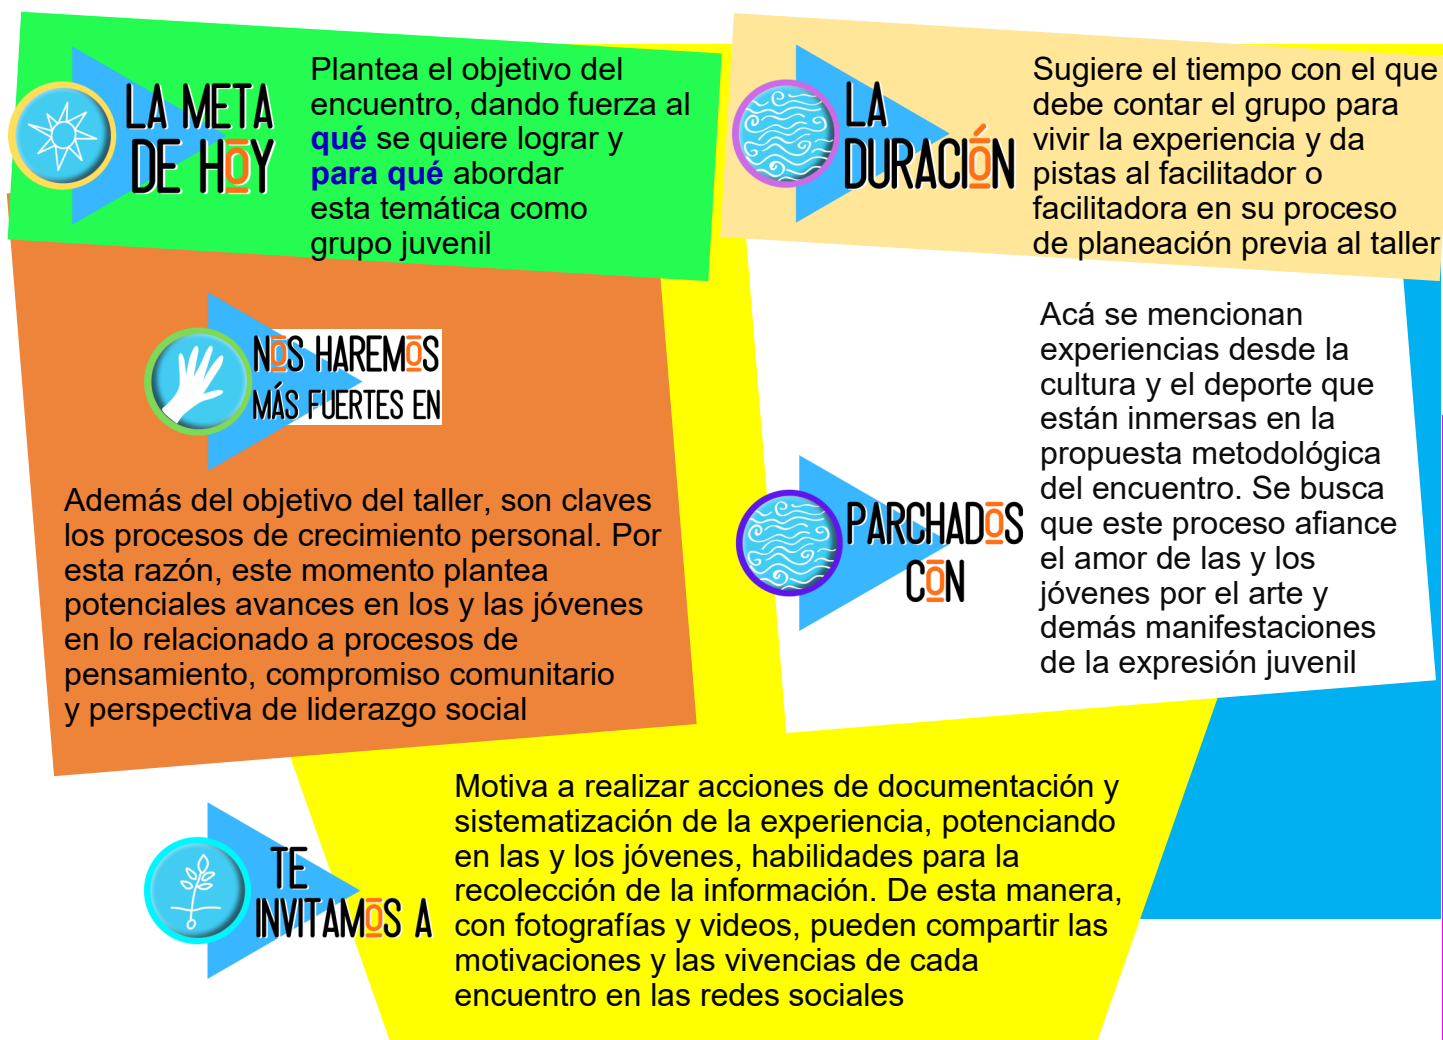 LA META
DE HOY
Plantea el objetivo del
encuentro, dando fuerza al
qué se quiere lograr y
para qué abordar
esta temática como
grupo juvenil
LA
DURACIÓN
Sugiere el tiempo con el que
debe contar el grupo para
vivir la experiencia y da
pistas al facilitador o
facilitadora en su proceso
de planeación previa al taller
NOS HAREMOS
MÁS FUERTES EN
Además del objetivo del taller, son claves
los procesos de crecimiento personal. Por
esta razón, este momento plantea
potenciales avances en los y las jóvenes
en lo relacionado a procesos de
pensamiento, compromiso comunitario
y perspectiva de liderazgo social
PARCHADOS
CON
Acá se mencionan
experiencias desde la
cultura y el deporte que
están inmersas en la
propuesta metodológica
del encuentro. Se busca
que este proceso afiance
el amor de las y los
jóvenes por el arte y
demás manifestaciones
de la expresión juvenil
TE
INVITAMOS A
Motiva a realizar acciones de documentación y
sistematización de la experiencia, potenciando
en las y los jóvenes, habilidades para la
recolección de la información. De esta manera,
con fotografías y videos, pueden compartir las
motivaciones y las vivencias de cada
encuentro en las redes sociales